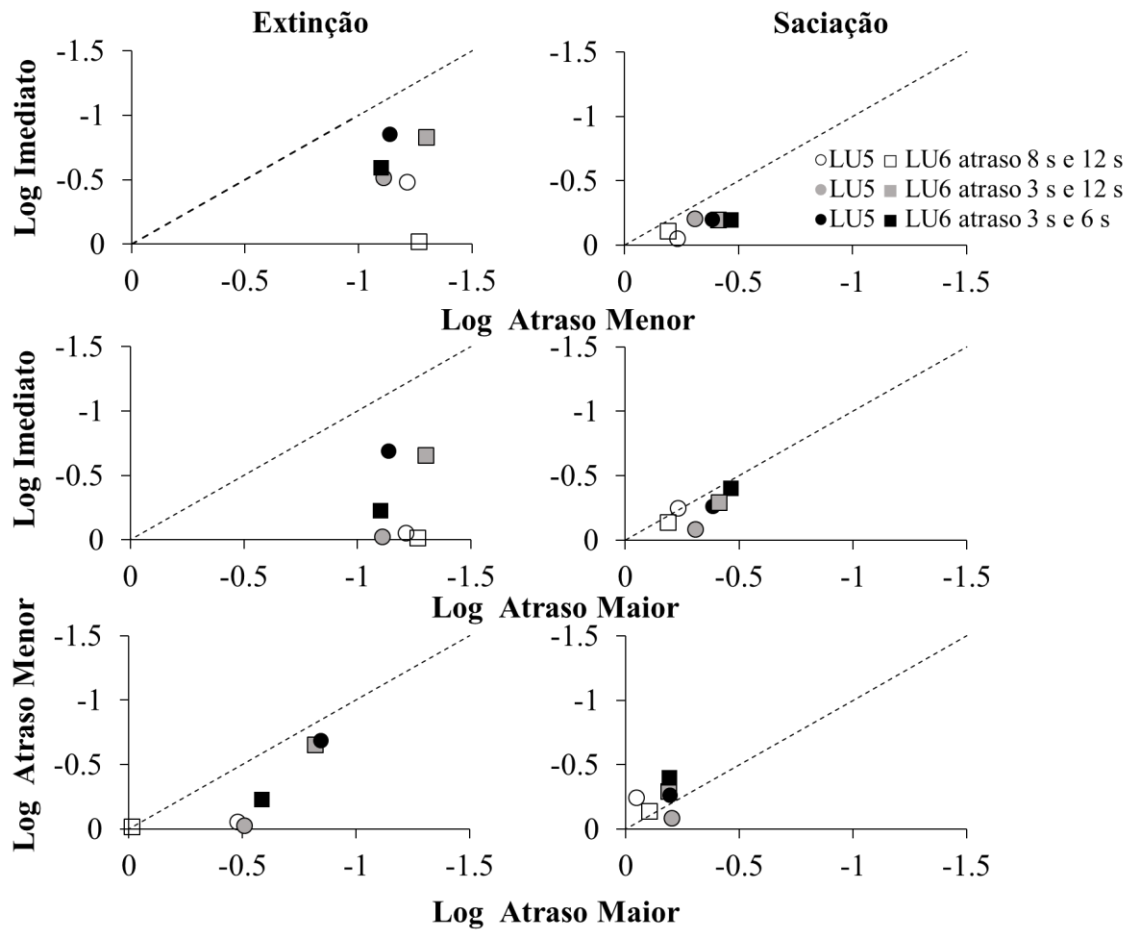 Extinção
Saciação
Log Imediato
-1.5
-1
-0.5
0
0 -0.5 -1 -1.5
-1.5
-1
-0.5
0
0 -0.5 -1 -1.5
LU5 LU6 atraso 8 s e 12 s
LU5 LU6 atraso 3 s e 12 s
LU5 LU6 atraso 3 s e 6 s
Log Atraso Menor
Log Imediato
-1.5
-1
-0.5
0
0 -0.5 -1 -1.5
-1.5
-1
-0.5
0
0 -0.5 -1 -1.5
Log Atraso Maior
Log Atraso Menor
-1.5
-1
-0.5
0
0 -0.5 -1 -1.5
-1.5
-1
-0.5
0
0 -0.5 -1 -1.5
Log Atraso Maior